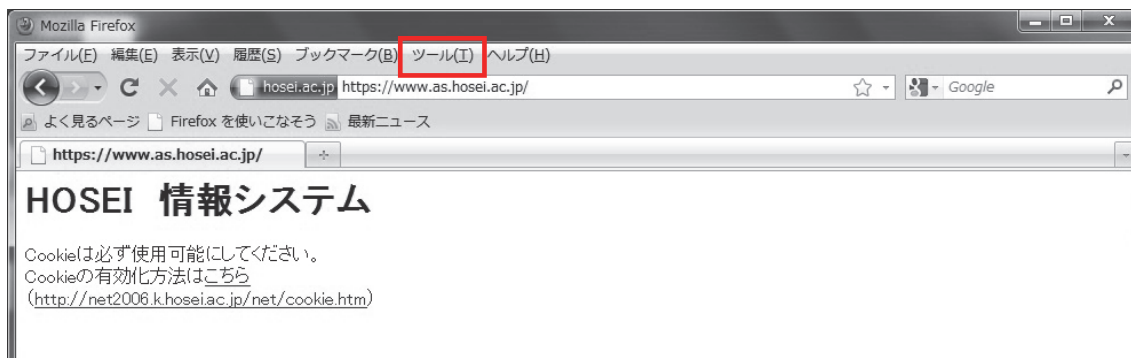 Mozilla Firefox
ファイル(F) 編集(E) 表示(V) 履歴(S) ブックマーク(B) ツール(T) ヘルプ(H)
hosei.ac.jp https://www.as.hosei.ac.jp/ Google
よく見るページ Firefox を使いこなそう 最新ニュース
https://www.as.hosei.ac.jp/
HOSEI 情報システム
Cookieは必ず使用可能にしてください。
Cookieの有効化方法はこちら
(http://net2006.k.hosei.ac.jp/net/cookie.htm)